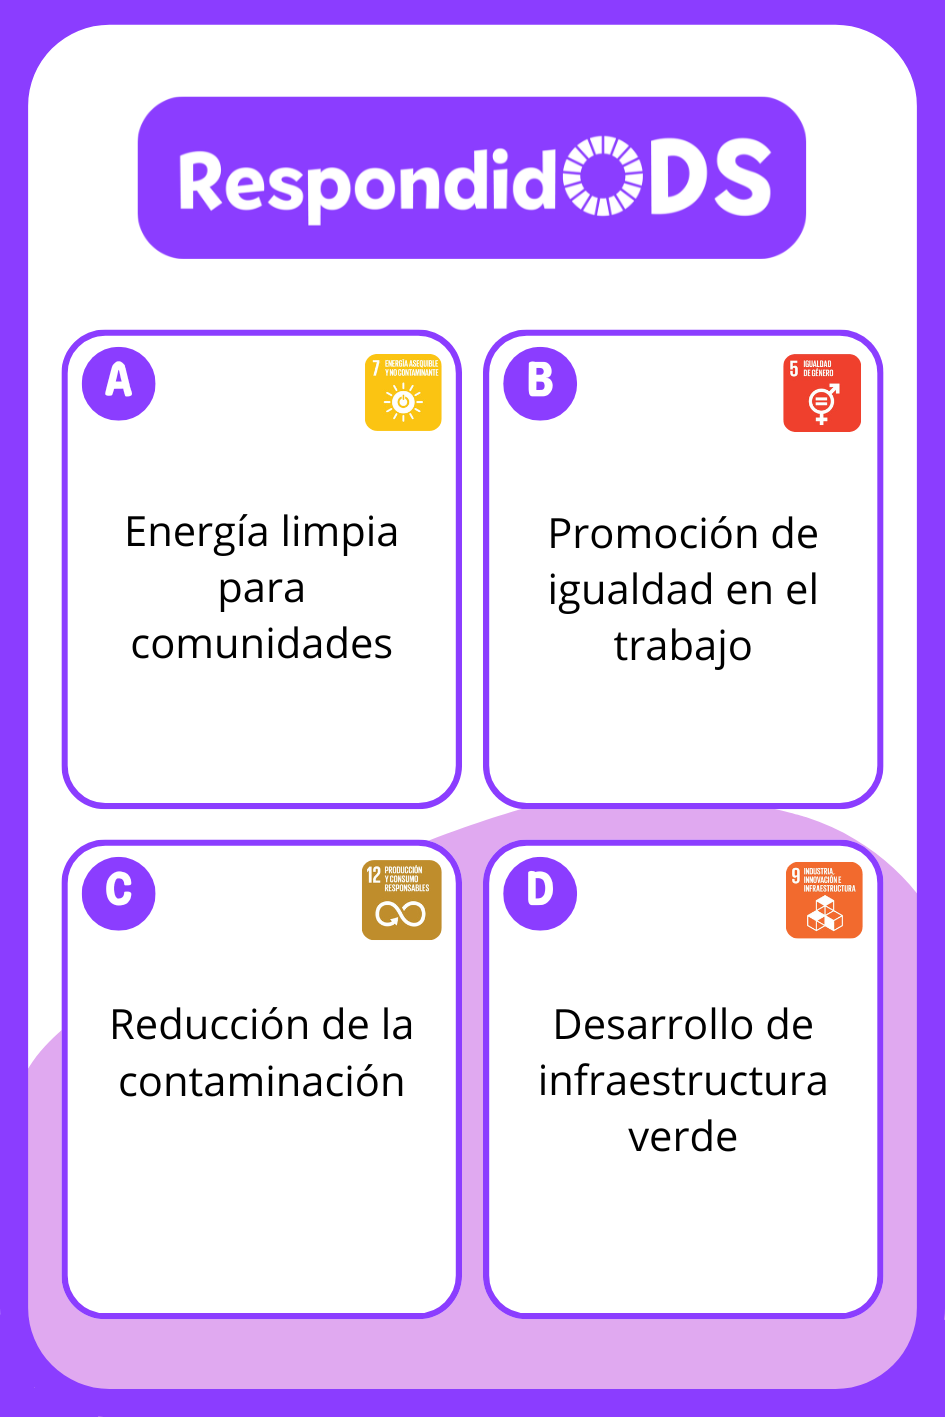 RespondidODS
A
7 ENERGÍA ASEQUIBLE
Y NO CONTAMINANTE
Energía limpia
para
comunidades
B
5 IGUALDAD
DE GÉNERO
Promoción de
igualdad en el
trabajo
C
12 PRODUCCIÓN
Y CONSUMO
RESPONSABLES
Reducción de la
contaminación
D
9 INDUSTRIA,
INNOVACIÓN E
INFRAESTRUCTURA
Desarrollo de
infraestructura
verde